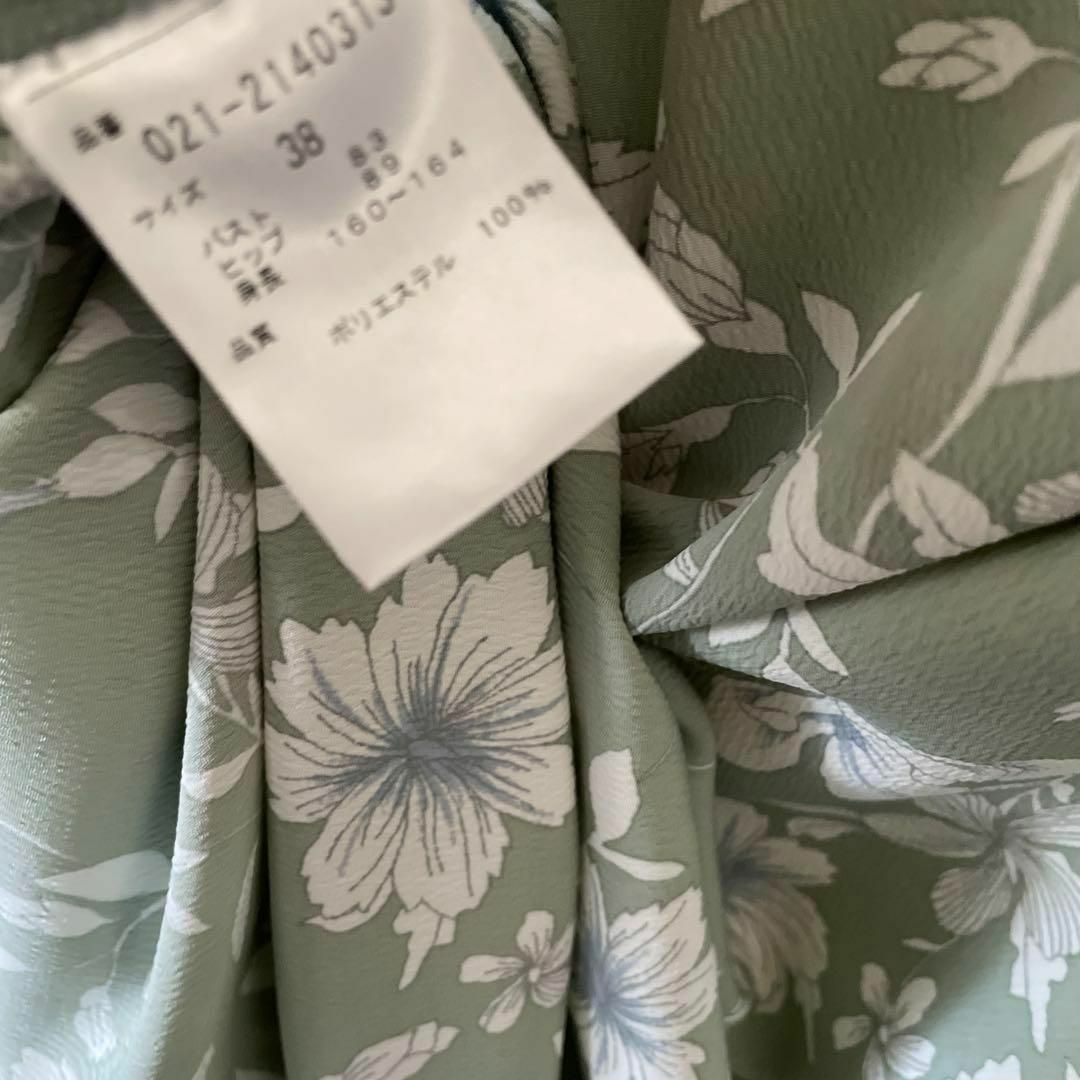 品番 021-2140313
サイズ 38
バスト 83
ヒップ 89
身長 160~164
品質 ポリエステル 100%